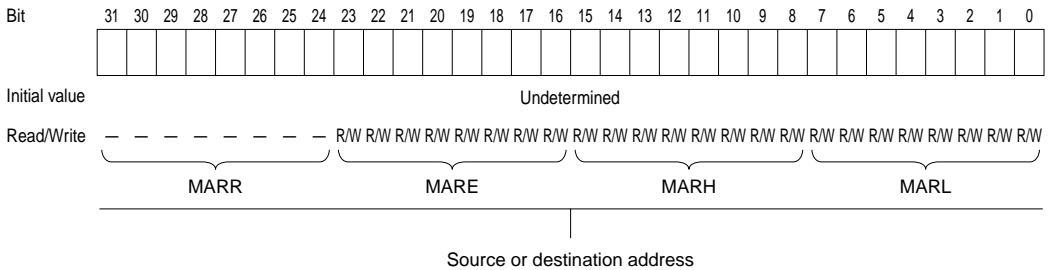 Bit 31 30 29 28 27 26 25 24 23 22 21 20 19 18 17 16 15 14 13 12 11 10 9 8 7 6 5 4 3 2 1 0
Initial value Undetermined
Read/Write — — — — — — — — R/W R/W R/W R/W R/W R/W R/W R/W R/W R/W R/W R/W R/W R/W R/W R/W R/W R/W R/W R/W R/W R/W R/W R/W
MARR MARE MARH MARL
Source or destination address